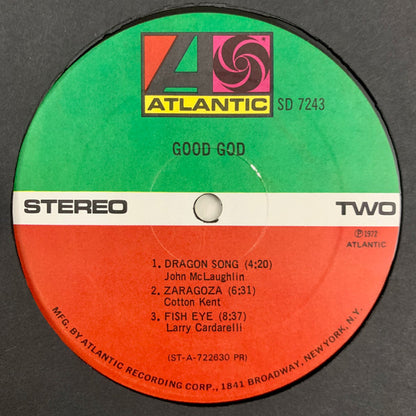 ATLANTIC
SD 7243
GOOD GOD
STEREO
TWO
℗ 1972
ATLANTIC
1. DRAGON SONG (4:20)
John McLaughlin
2. ZARAGOZA (6:31)
Cotton Kent
3. FISH EYE (8:37)
Larry Cardarelli
(ST-A-722630 PR)
MFG. BY ATLANTIC RECORDING CORP., 1841 BROADWAY, NEW YORK, N.Y.